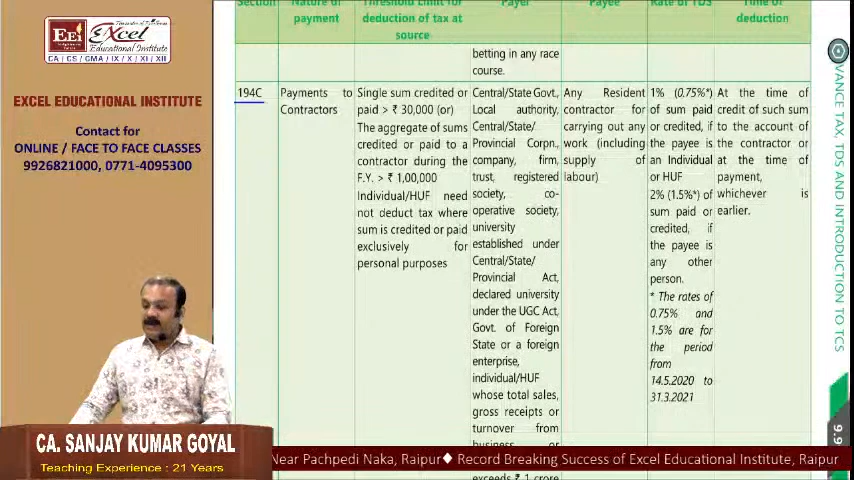 EEi
Excel
Educational Institute
CA / CS / CMA / IX / X / XI / XII
EXCEL EDUCATIONAL INSTITUTE
Contact for
ONLINE / FACE TO FACE CLASSES
9926821000, 0771-4095300
Section
Nature of
payment
Threshold Limit for
deduction of tax at
source
Payer
Payee
Rate of TDS
Time of
deduction
betting in any race
course.
194C
Payments to
Contractors
Single sum credited or
paid > ₹ 30,000 (or)
The aggregate of sums
credited or paid to a
contractor during the
F.Y. > ₹ 1,00,000
Individual/HUF need
not deduct tax where
sum is credited or paid
exclusively for
personal purposes
Central/State Govt.,
Local authority,
Central/State/
Provincial Corpn.,
company, firm,
trust, registered
society, co-
operative society,
university
established under
Central/State/
Provincial Act,
declared university
under the UGC Act,
Govt. of Foreign
State or a foreign
enterprise,
individual/HUF
whose total sales,
gross receipts or
turnover from
business or
exceeds ₹ 1 crore
Any Resident
contractor for
carrying out any
work (including
supply of
labour)
1% (0.75%*)
of sum paid
or credited, if
the payee is
an Individual
or HUF
2% (1.5%*) of
sum paid or
credited, if
the payee is
any other
person.
* The rates of
0.75% and
1.5% are for
the period
from
14.5.2020 to
31.3.2021
At the time of
credit of such sum
to the account of
the contractor or
at the time of
payment,
whichever is
earlier.
VANCE TAX, TDS AND INTRODUCTION TO TCS
9.69
CA. SANJAY KUMAR GOYAL
Teaching Experience : 21 Years
Near Pachpedi Naka, Raipur◆ Record Breaking Success of Excel Educational Institute, Raipur